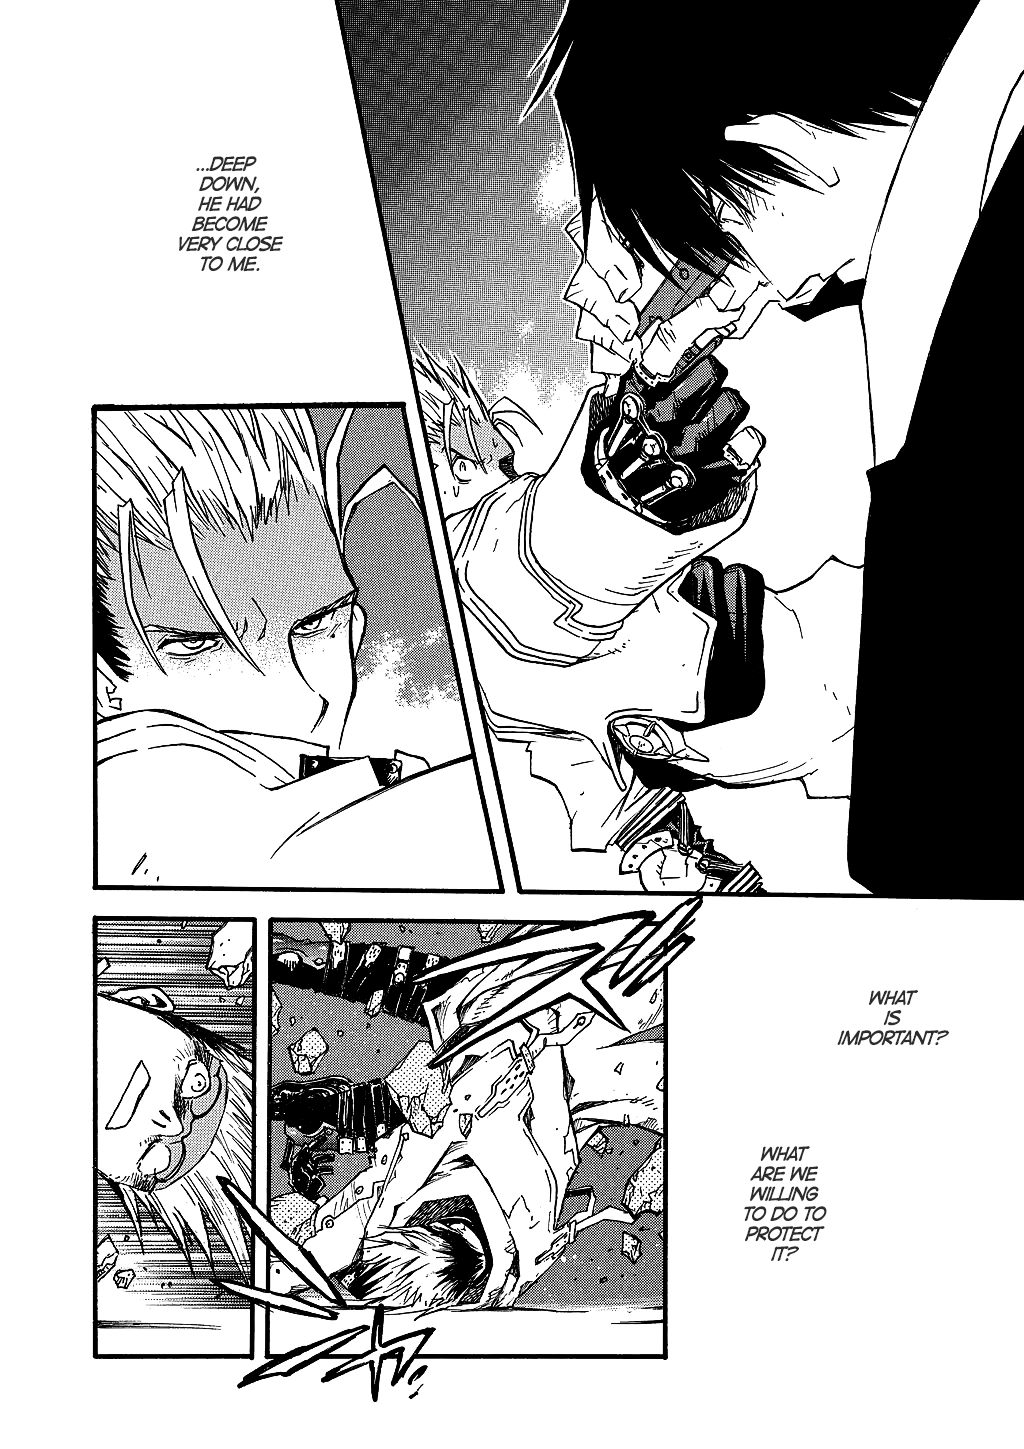 ...DEEP
DOWN,
HE HAD
BECOME
VERY CLOSE
TO ME.
WHAT
IS
IMPORTANT?
WHAT
ARE WE
WILLING
TO DO TO
PROTECT
IT?